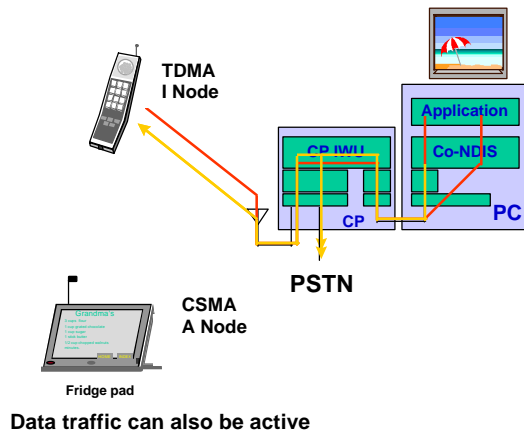 TDMA
I Node
Application
CP IWU
Co-NDIS
CP
PC
PSTN
CSMA
A Node
Grandma's
Fridge pad
Data traffic can also be active